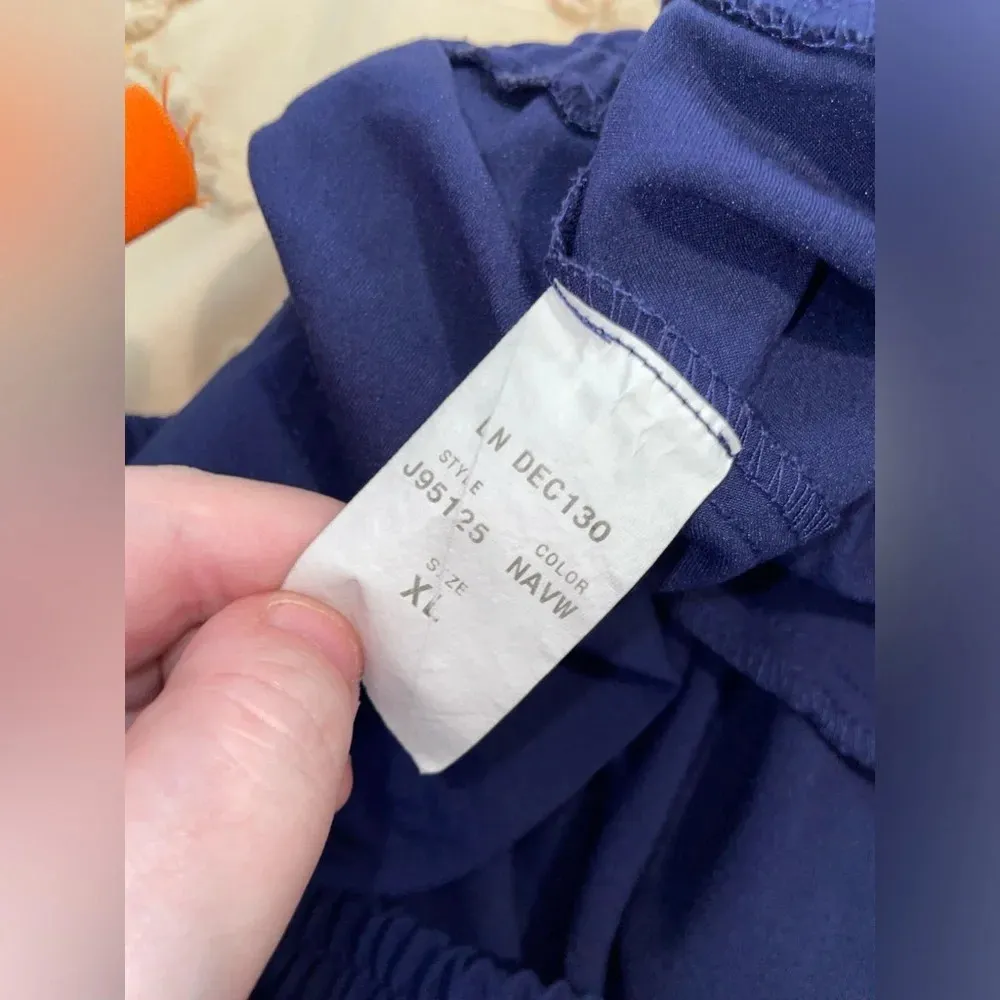 LN DEC130
STYLE
J95125
COLOR
NAVW
SIZE
XL